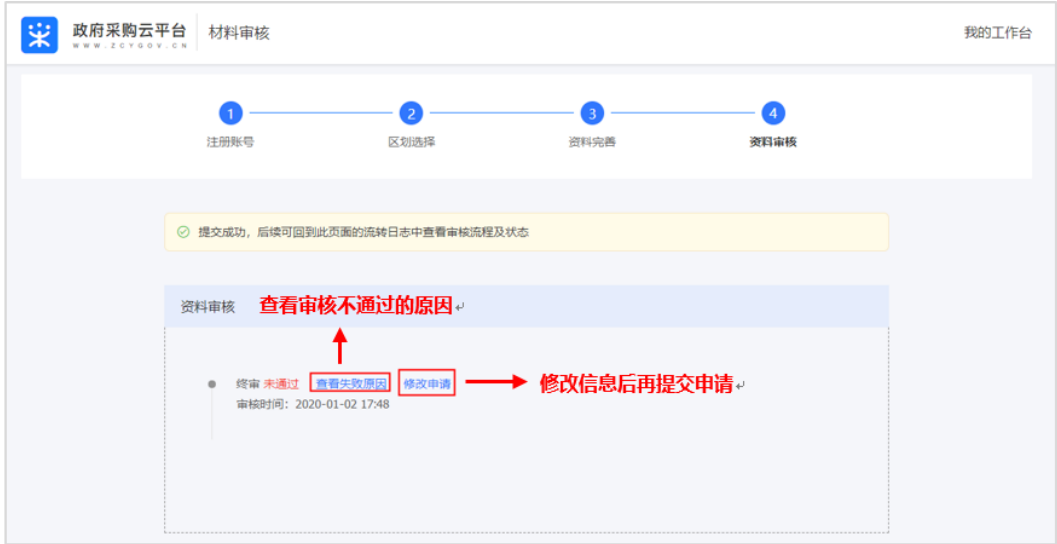 政府采购云平台 材料审核 我的工作台
WWW.ZCYGOV.CN
1 2 3 4
注册账号 区划选择 资料完善 资料审核
提交成功，后续可回到此页面的流转日志中查看审核流程及状态
资料审核 查看审核不通过的原因↵
终审 未通过 查看失败原因 修改申请 修改信息后再提交申请↵
审核时间：2020-01-02 17:48